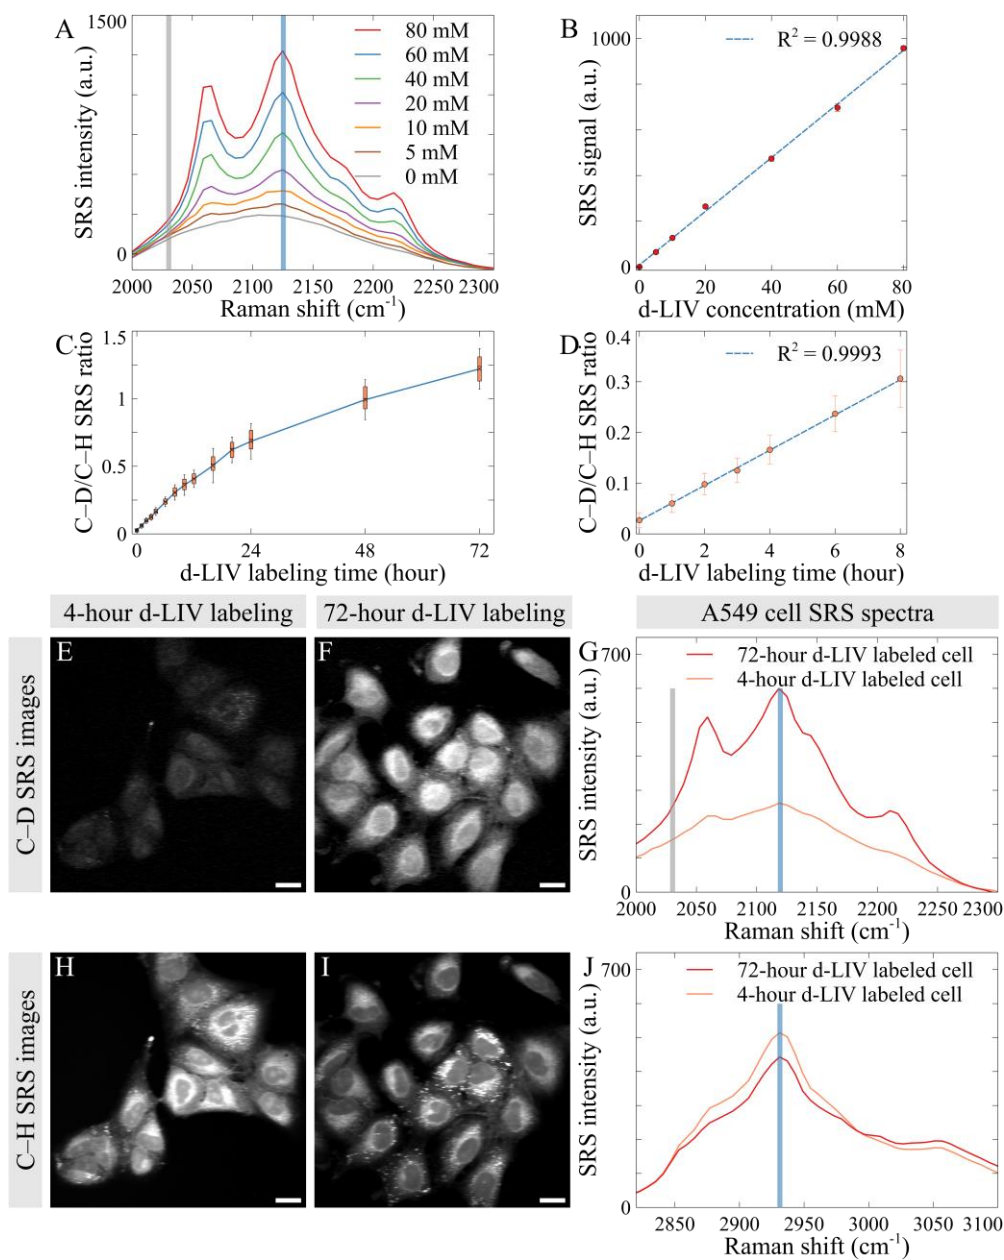 A
1500
0
SRS intensity (a.u.)
80 mM
60 mM
40 mM
20 mM
10 mM
5 mM
0 mM
2000 2050 2100 2150 2200 2250 2300
Raman shift (cm⁻¹)
B
1000
0
SRS signal (a.u.)
R² = 0.9988
0 20 40 60 80
d-LIV concentration (mM)
C
1.5
1
0.5
0
C–D/C–H SRS ratio
0 24 48 72
d-LIV labeling time (hour)
D
0.4
0.3
0.2
0.1
0
C–D/C–H SRS ratio
R² = 0.9993
0 2 4 6 8
d-LIV labeling time (hour)
4-hour d-LIV labeling
72-hour d-LIV labeling
A549 cell SRS spectra
C–D SRS images
E
F
G
700
0
SRS intensity (a.u.)
72-hour d-LIV labeled cell
4-hour d-LIV labeled cell
2000 2050 2100 2150 2200 2250 2300
Raman shift (cm⁻¹)
C–H SRS images
H
I
J
700
0
SRS intensity (a.u.)
72-hour d-LIV labeled cell
4-hour d-LIV labeled cell
2850 2900 2950 3000 3050 3100
Raman shift (cm⁻¹)